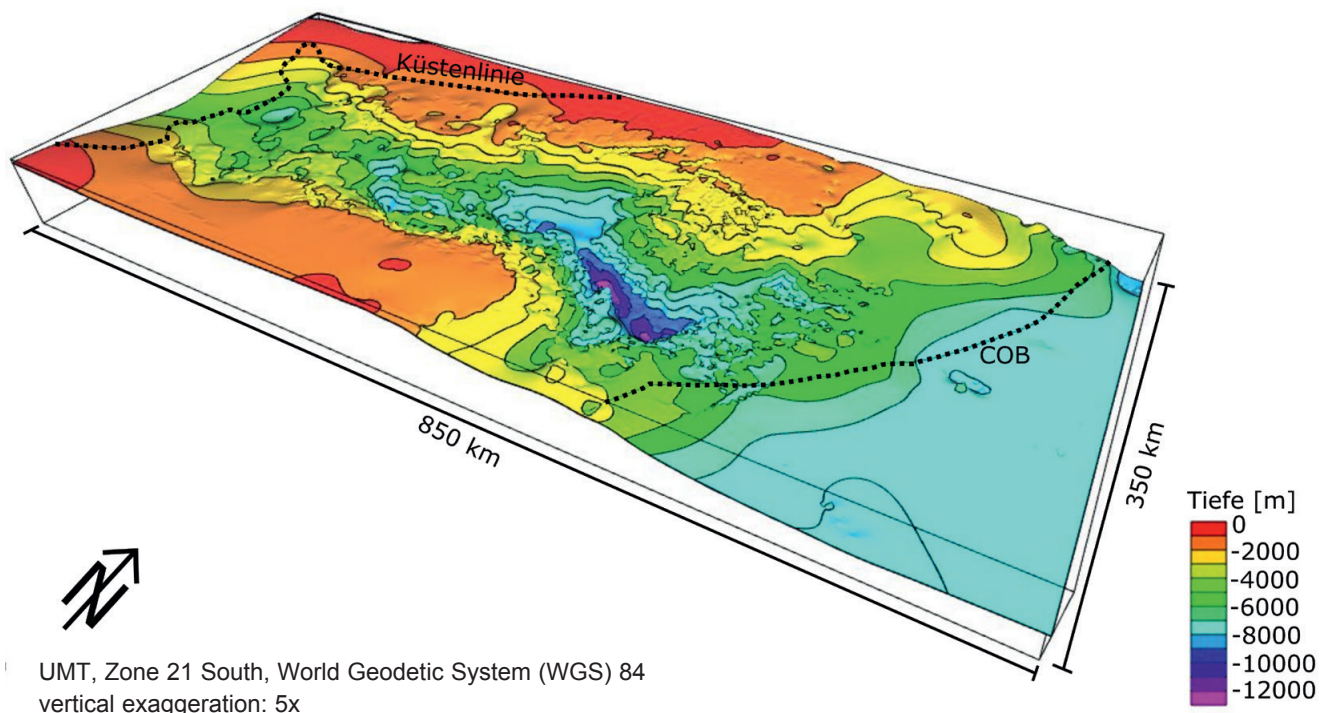 Küstenlinie
COB
850 km
350 km
Tiefe [m]
0
-2000
-4000
-6000
-8000
-10000
-12000
N
UMT, Zone 21 South, World Geodetic System (WGS) 84
vertical exaggeration: 5x